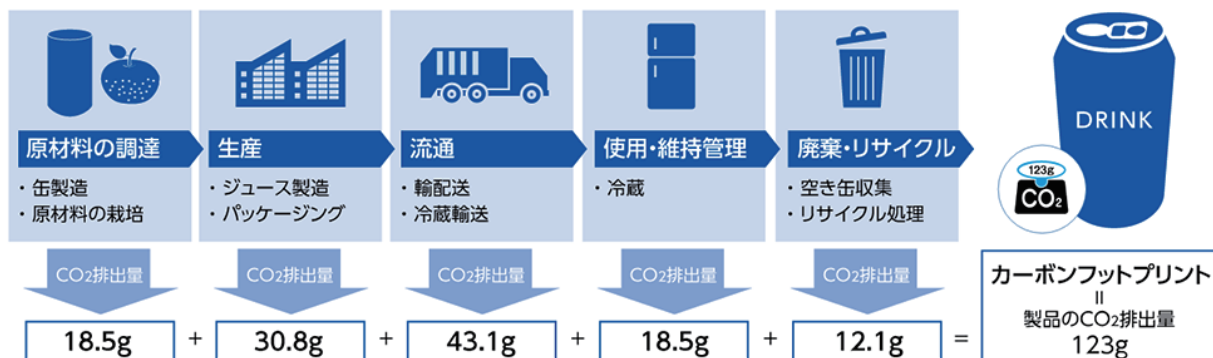 原材料の調達
・缶製造
・原材料の栽培
CO₂排出量
18.5g
+
生産
・ジュース製造
・パッケージング
CO₂排出量
30.8g
+
流通
・輸配送
・冷蔵輸送
CO₂排出量
43.1g
+
使用・維持管理
・冷蔵
CO₂排出量
18.5g
+
廃棄・リサイクル
・空き缶収集
・リサイクル処理
CO₂排出量
12.1g
=
DRINK
123g
CO₂
カーボンフットプリント
=
製品のCO₂排出量
123g